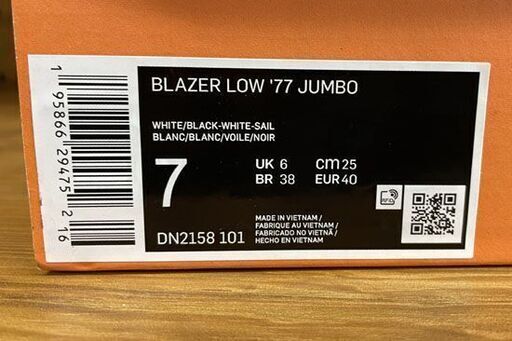 BLAZER LOW '77 JUMBO
WHITE/BLACK-WHITE-SAIL
BLANC/BLANC/VOILE/NOIR
7
UK 6 CM 25
BR 38 EUR 40
RFID
DN2158 101
MADE IN VIETNAM/
FABRIQUE AU VIETNAM/
FABRICADO NO VIETNÃ/
HECHO EN VIETNAM
1 95866 29475 2 16